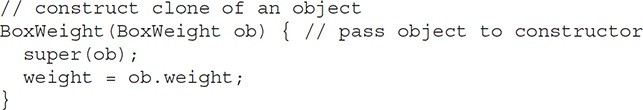 // construct clone of an object
BoxWeight(BoxWeight ob) { // pass object to constructor
  super(ob);
  weight = ob.weight;
}